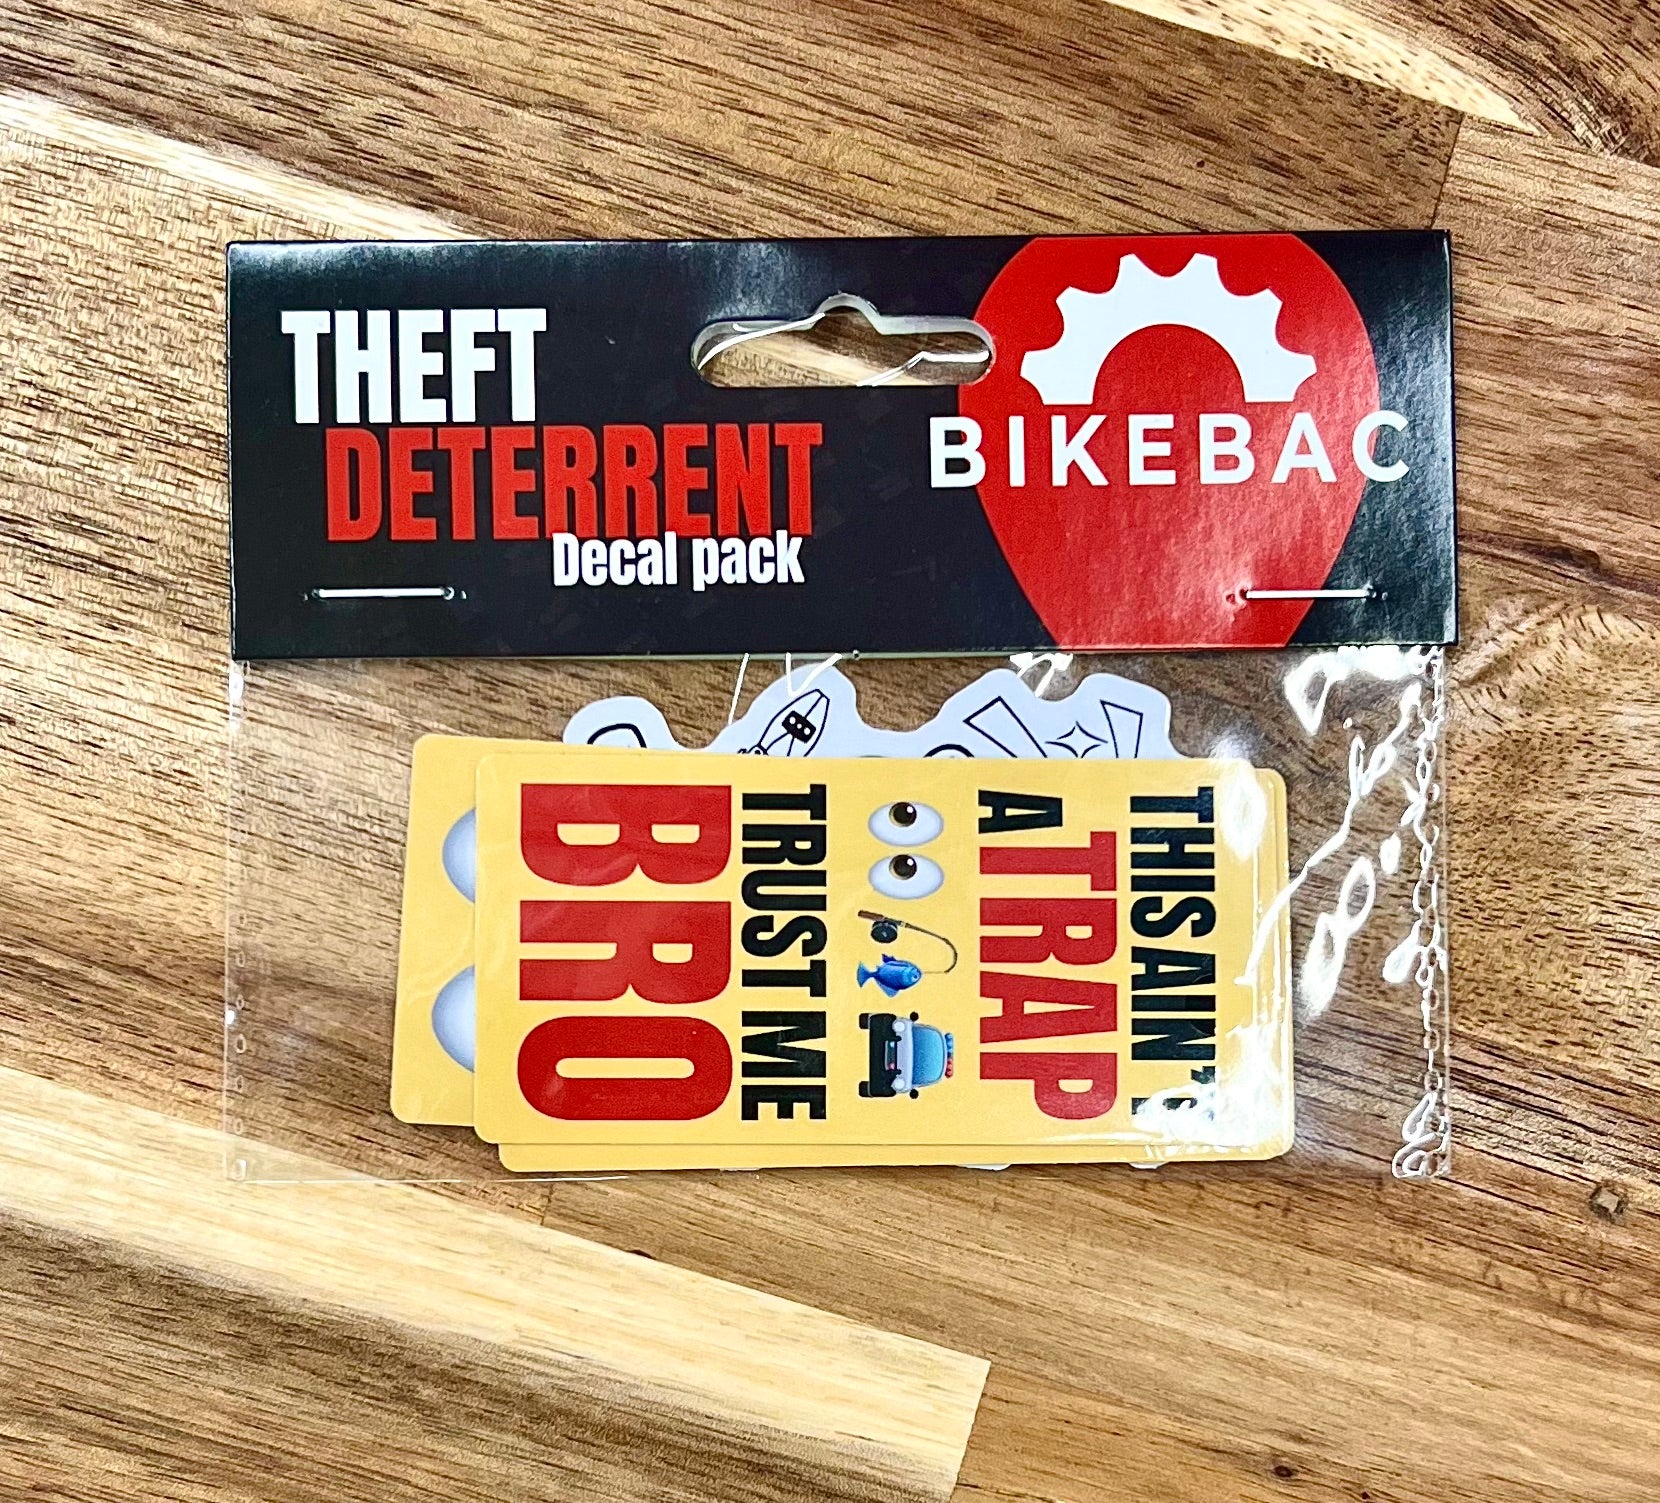 THEFT
DETERRENT
Decal pack
BIKEBAC
THIS AIN'T
A TRAP
TRUST ME
BRO